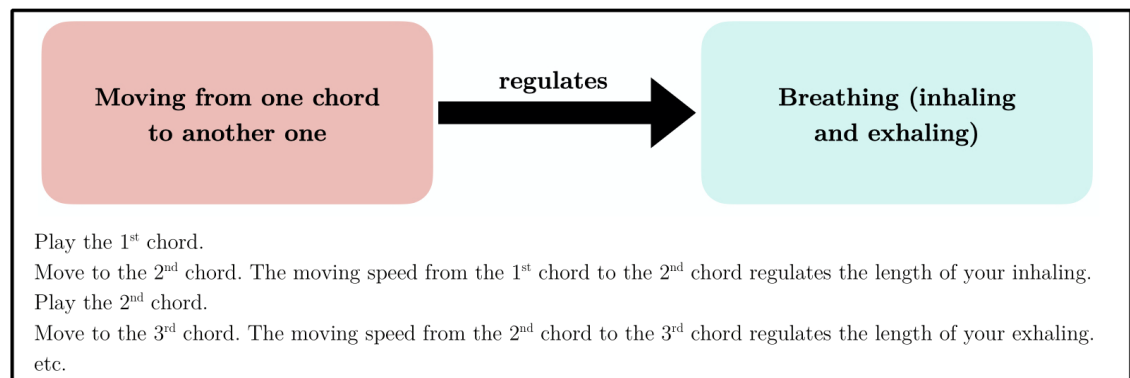 Moving from one chord
to another one
regulates
Breathing (inhaling
and exhaling)
Play the 1st chord.
Move to the 2nd chord. The moving speed from the 1st chord to the 2nd chord regulates the length of your inhaling.
Play the 2nd chord.
Move to the 3rd chord. The moving speed from the 2nd chord to the 3rd chord regulates the length of your exhaling.
etc.